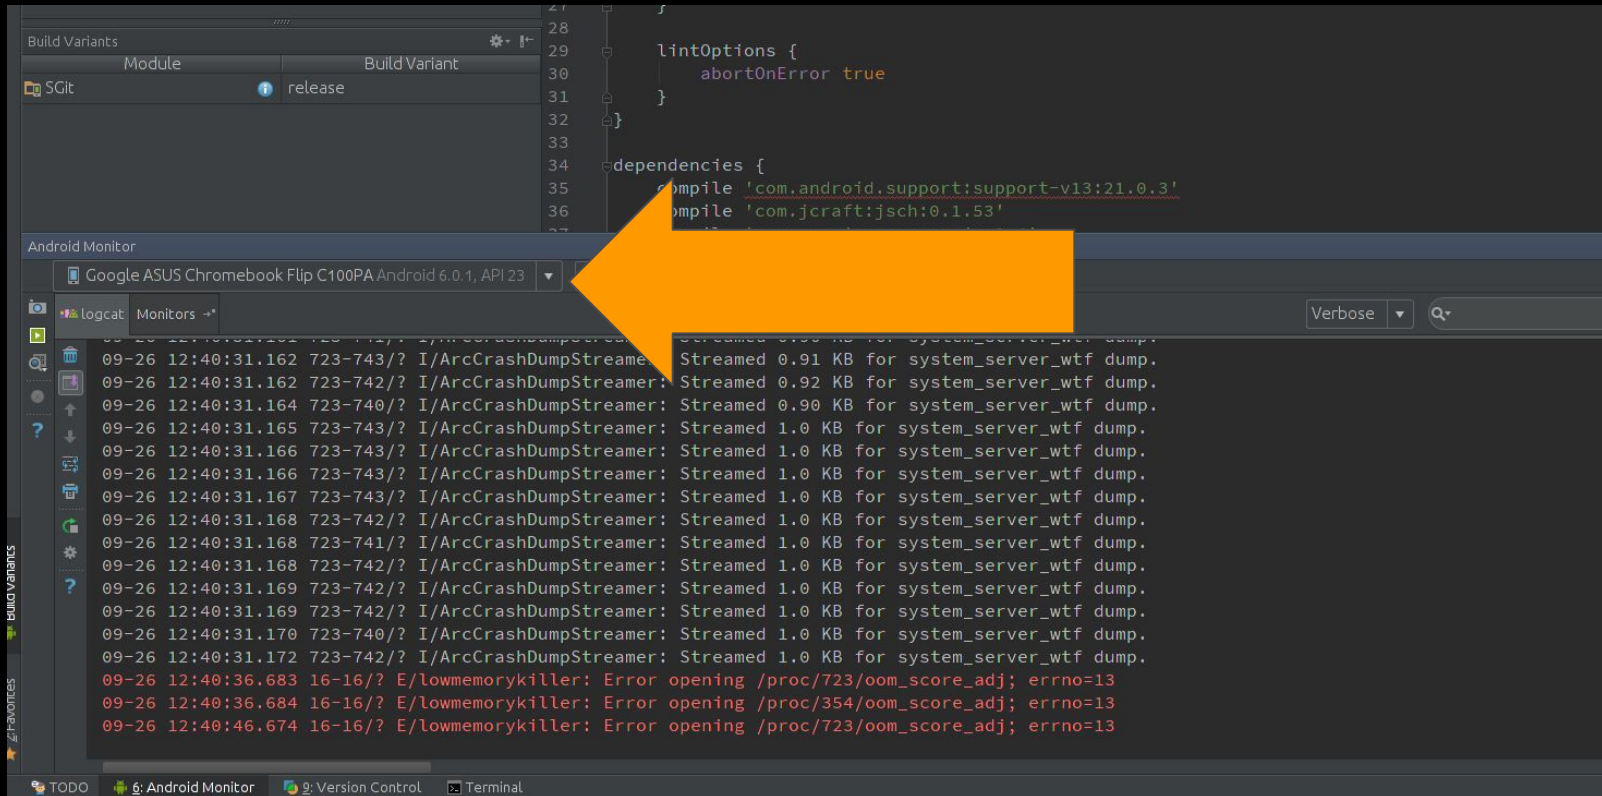 27 }
28
Build Variants
29 lintOptions {
Module Build Variant
30 abortOnError true
SGit release
31 }
32 }
33
34 dependencies {
35 compile 'com.android.support:support-v13:21.0.3'
36 compile 'com.jcraft:jsch:0.1.53'
37
Android Monitor
Google ASUS Chromebook Flip C100PA Android 6.0.1, API 23
logcat Monitors Verbose
09-26 12:40:31.162 723-743/? I/ArcCrashDumpStreamer: Streamed 0.91 KB for system_server_wtf dump.
09-26 12:40:31.162 723-742/? I/ArcCrashDumpStreamer: Streamed 0.92 KB for system_server_wtf dump.
09-26 12:40:31.164 723-740/? I/ArcCrashDumpStreamer: Streamed 0.90 KB for system_server_wtf dump.
09-26 12:40:31.165 723-743/? I/ArcCrashDumpStreamer: Streamed 1.0 KB for system_server_wtf dump.
09-26 12:40:31.166 723-743/? I/ArcCrashDumpStreamer: Streamed 1.0 KB for system_server_wtf dump.
09-26 12:40:31.166 723-743/? I/ArcCrashDumpStreamer: Streamed 1.0 KB for system_server_wtf dump.
09-26 12:40:31.167 723-743/? I/ArcCrashDumpStreamer: Streamed 1.0 KB for system_server_wtf dump.
09-26 12:40:31.168 723-742/? I/ArcCrashDumpStreamer: Streamed 1.0 KB for system_server_wtf dump.
09-26 12:40:31.168 723-741/? I/ArcCrashDumpStreamer: Streamed 1.0 KB for system_server_wtf dump.
09-26 12:40:31.168 723-742/? I/ArcCrashDumpStreamer: Streamed 1.0 KB for system_server_wtf dump.
09-26 12:40:31.169 723-742/? I/ArcCrashDumpStreamer: Streamed 1.0 KB for system_server_wtf dump.
09-26 12:40:31.169 723-742/? I/ArcCrashDumpStreamer: Streamed 1.0 KB for system_server_wtf dump.
09-26 12:40:31.170 723-740/? I/ArcCrashDumpStreamer: Streamed 1.0 KB for system_server_wtf dump.
09-26 12:40:31.172 723-742/? I/ArcCrashDumpStreamer: Streamed 1.0 KB for system_server_wtf dump.
09-26 12:40:36.683 16-16/? E/lowmemorykiller: Error opening /proc/723/oom_score_adj; errno=13
09-26 12:40:36.684 16-16/? E/lowmemorykiller: Error opening /proc/354/oom_score_adj; errno=13
09-26 12:40:46.674 16-16/? E/lowmemorykiller: Error opening /proc/723/oom_score_adj; errno=13
Build Variants
2: Favorites
TODO 6: Android Monitor 9: Version Control Terminal